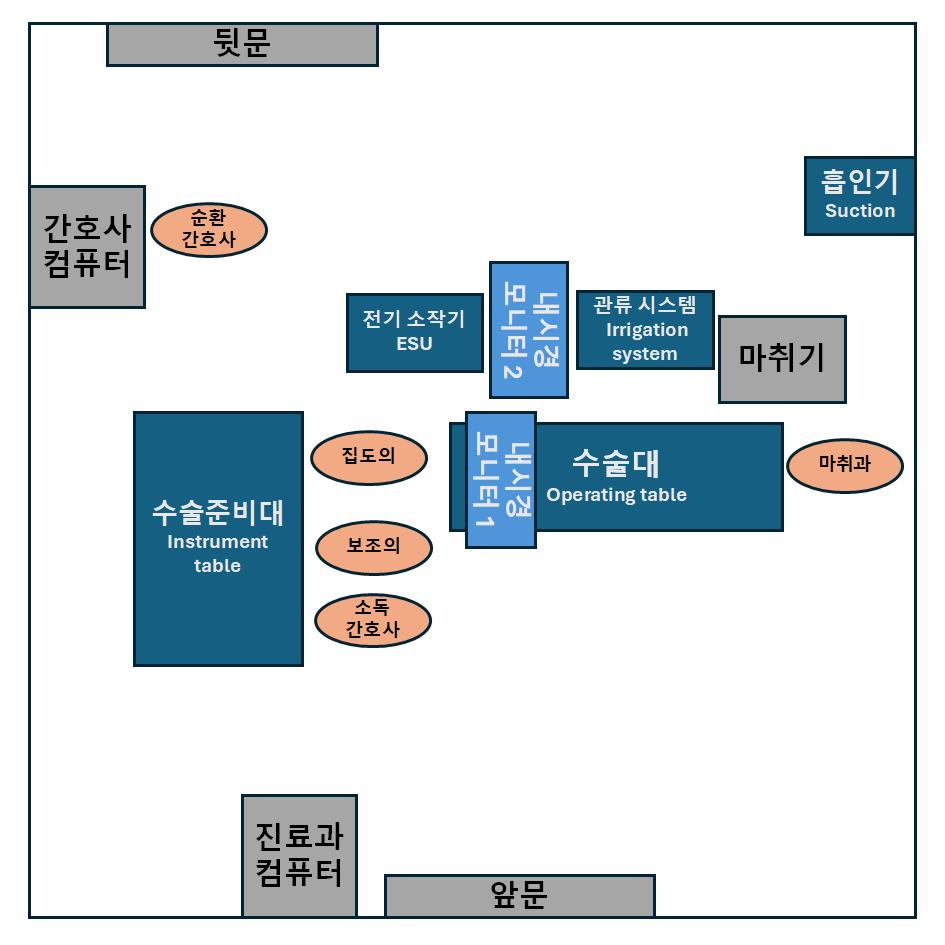 뒷문
흡인기
Suction
간호사
컴퓨터
순환
간호사
전기 소작기
ESU
내시경
모니터 2
관류 시스템
Irrigation
system
마취기
수술준비대
Instrument
table
집도의
보조의
소독
간호사
내시경
모니터 1
수술대
Operating table
마취과
진료과
컴퓨터
앞문